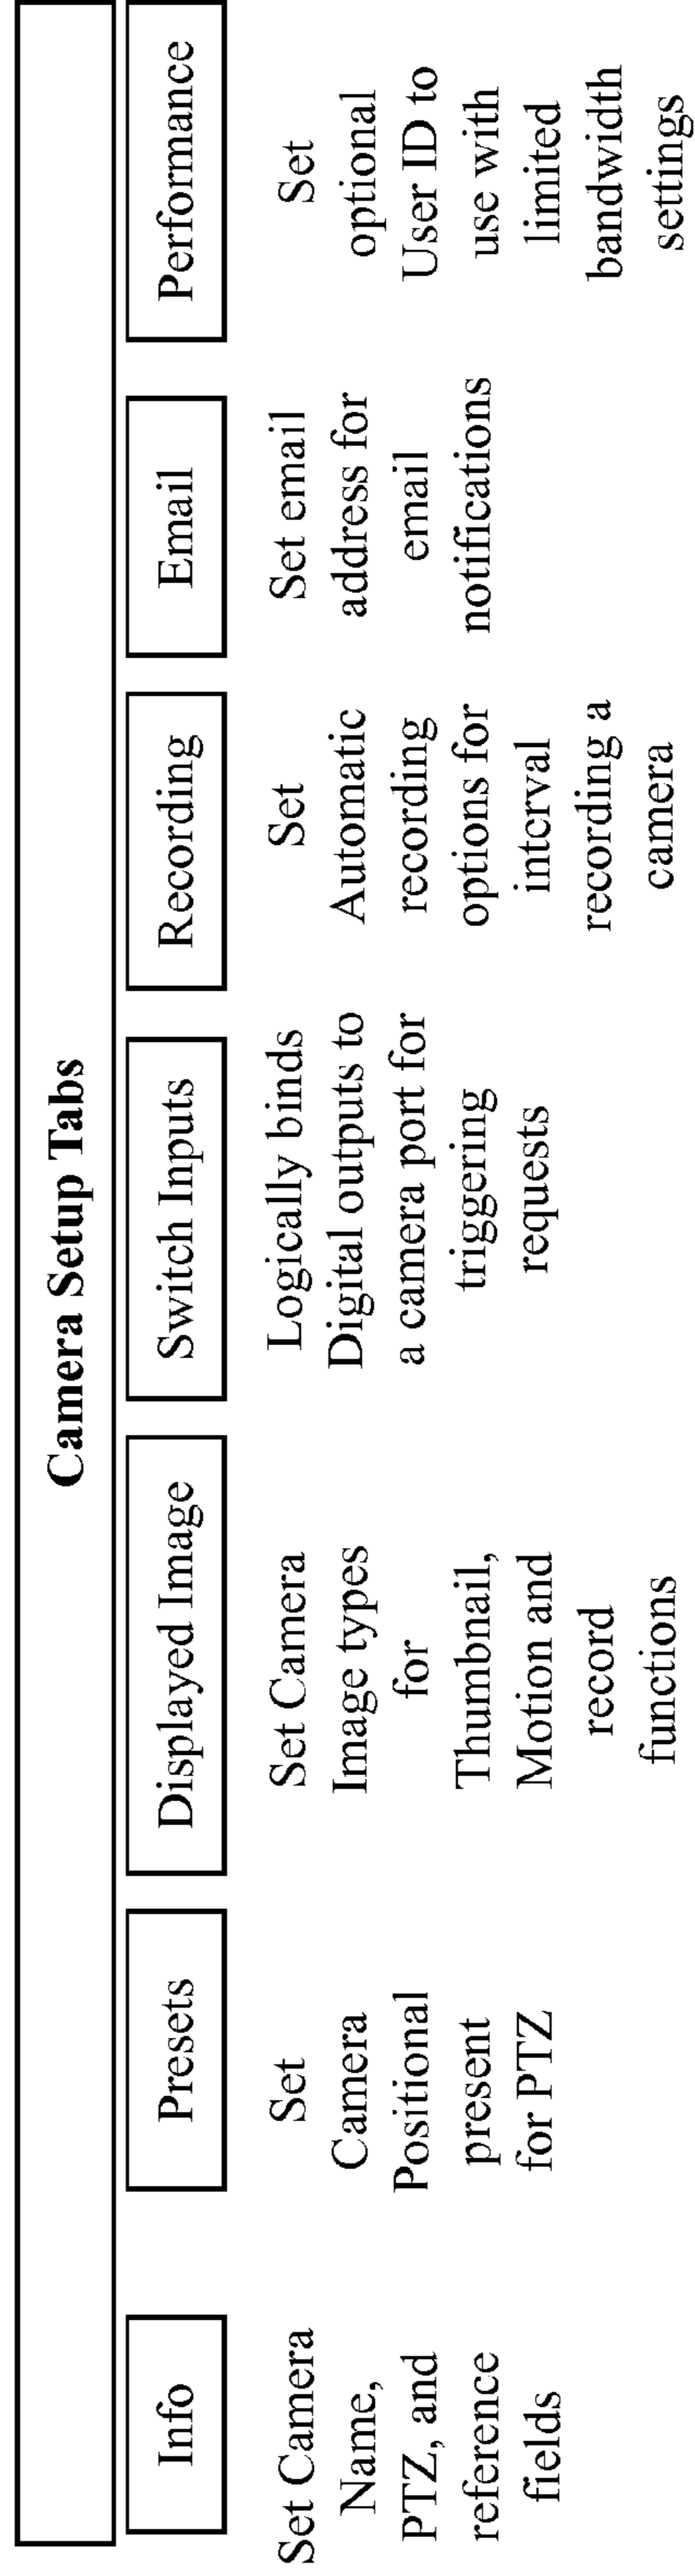 Camera Setup Tabs
Info
Set Camera
Name,
PTZ, and
reference
fields
Presets
Set
Camera
Positional
present
for PTZ
Displayed Image
Set Camera
Image types
for
Thumbnail,
Motion and
record
functions
Switch Inputs
Logically binds
Digital outputs to
a camera port for
triggering
requests
Recording
Set
Automatic
recording
options for
interval
recording a
camera
Email
Set email
address for
email
notifications
Performance
Set
optional
User ID to
use with
limited
bandwidth
settings